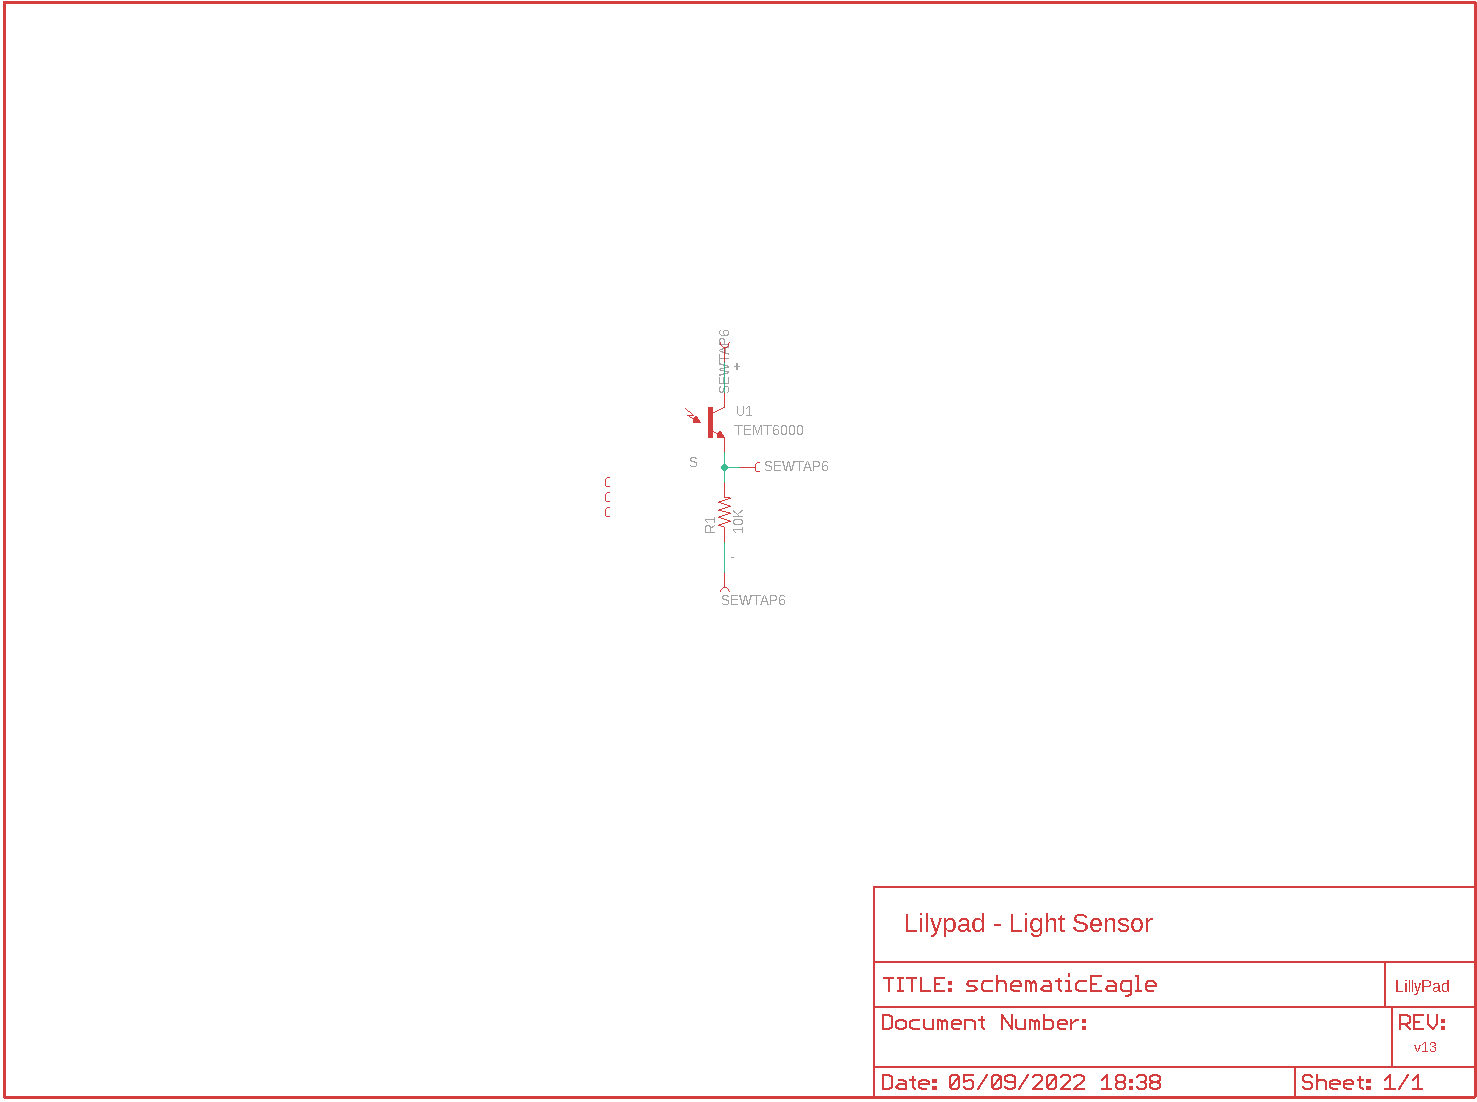 SEWTAP6
+
U1
TEMT6000
S
SEWTAP6
R1
10K
-
SEWTAP6
Lilypad - Light Sensor
TITLE: schematicEagle
LillyPad
Document Number:
REV:
v13
Date: 05/09/2022 18:38
Sheet: 1/1